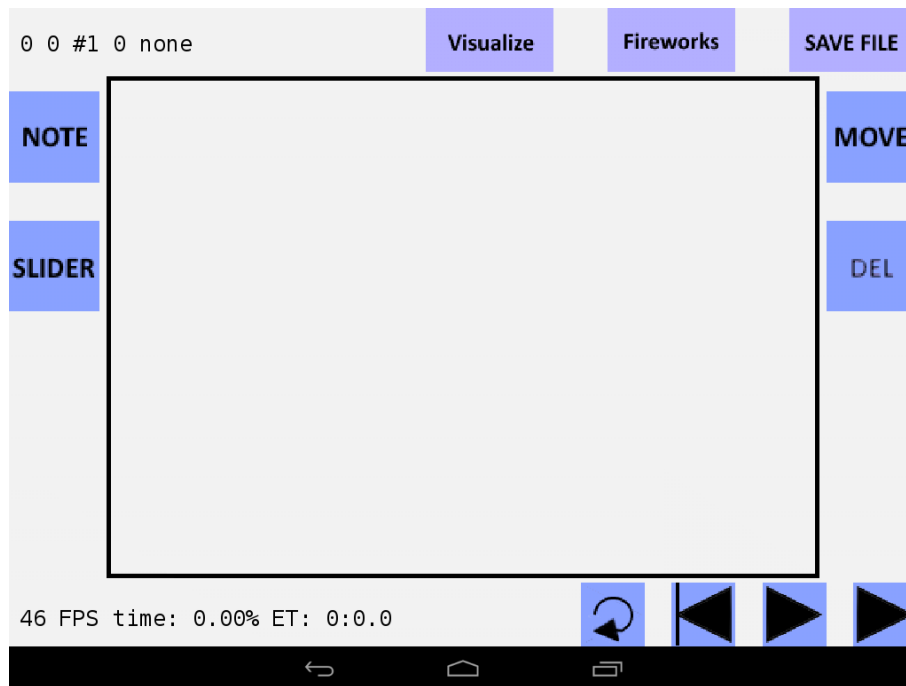 0 0 #1 0 none
Visualize
Fireworks
SAVE FILE
NOTE
MOVE
SLIDER
DEL
46 FPS time: 0.00% ET: 0:0.0